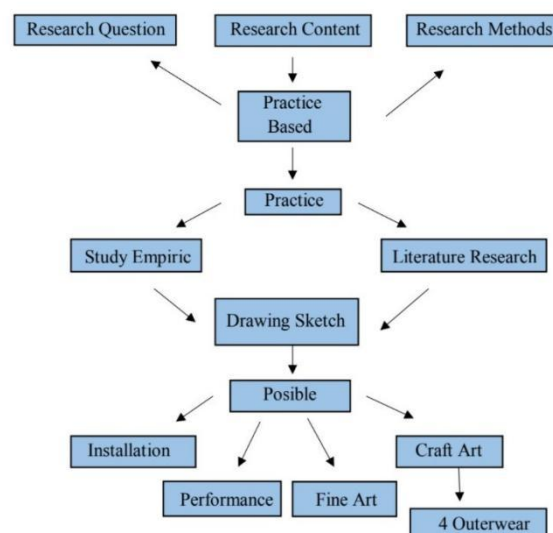 Research Question
Research Content
Research Methods
Practice
Based
Practice
Study Empiric
Literature Research
Drawing Sketch
Posible
Installation
Craft Art
Performance
Fine Art
4 Outerwear